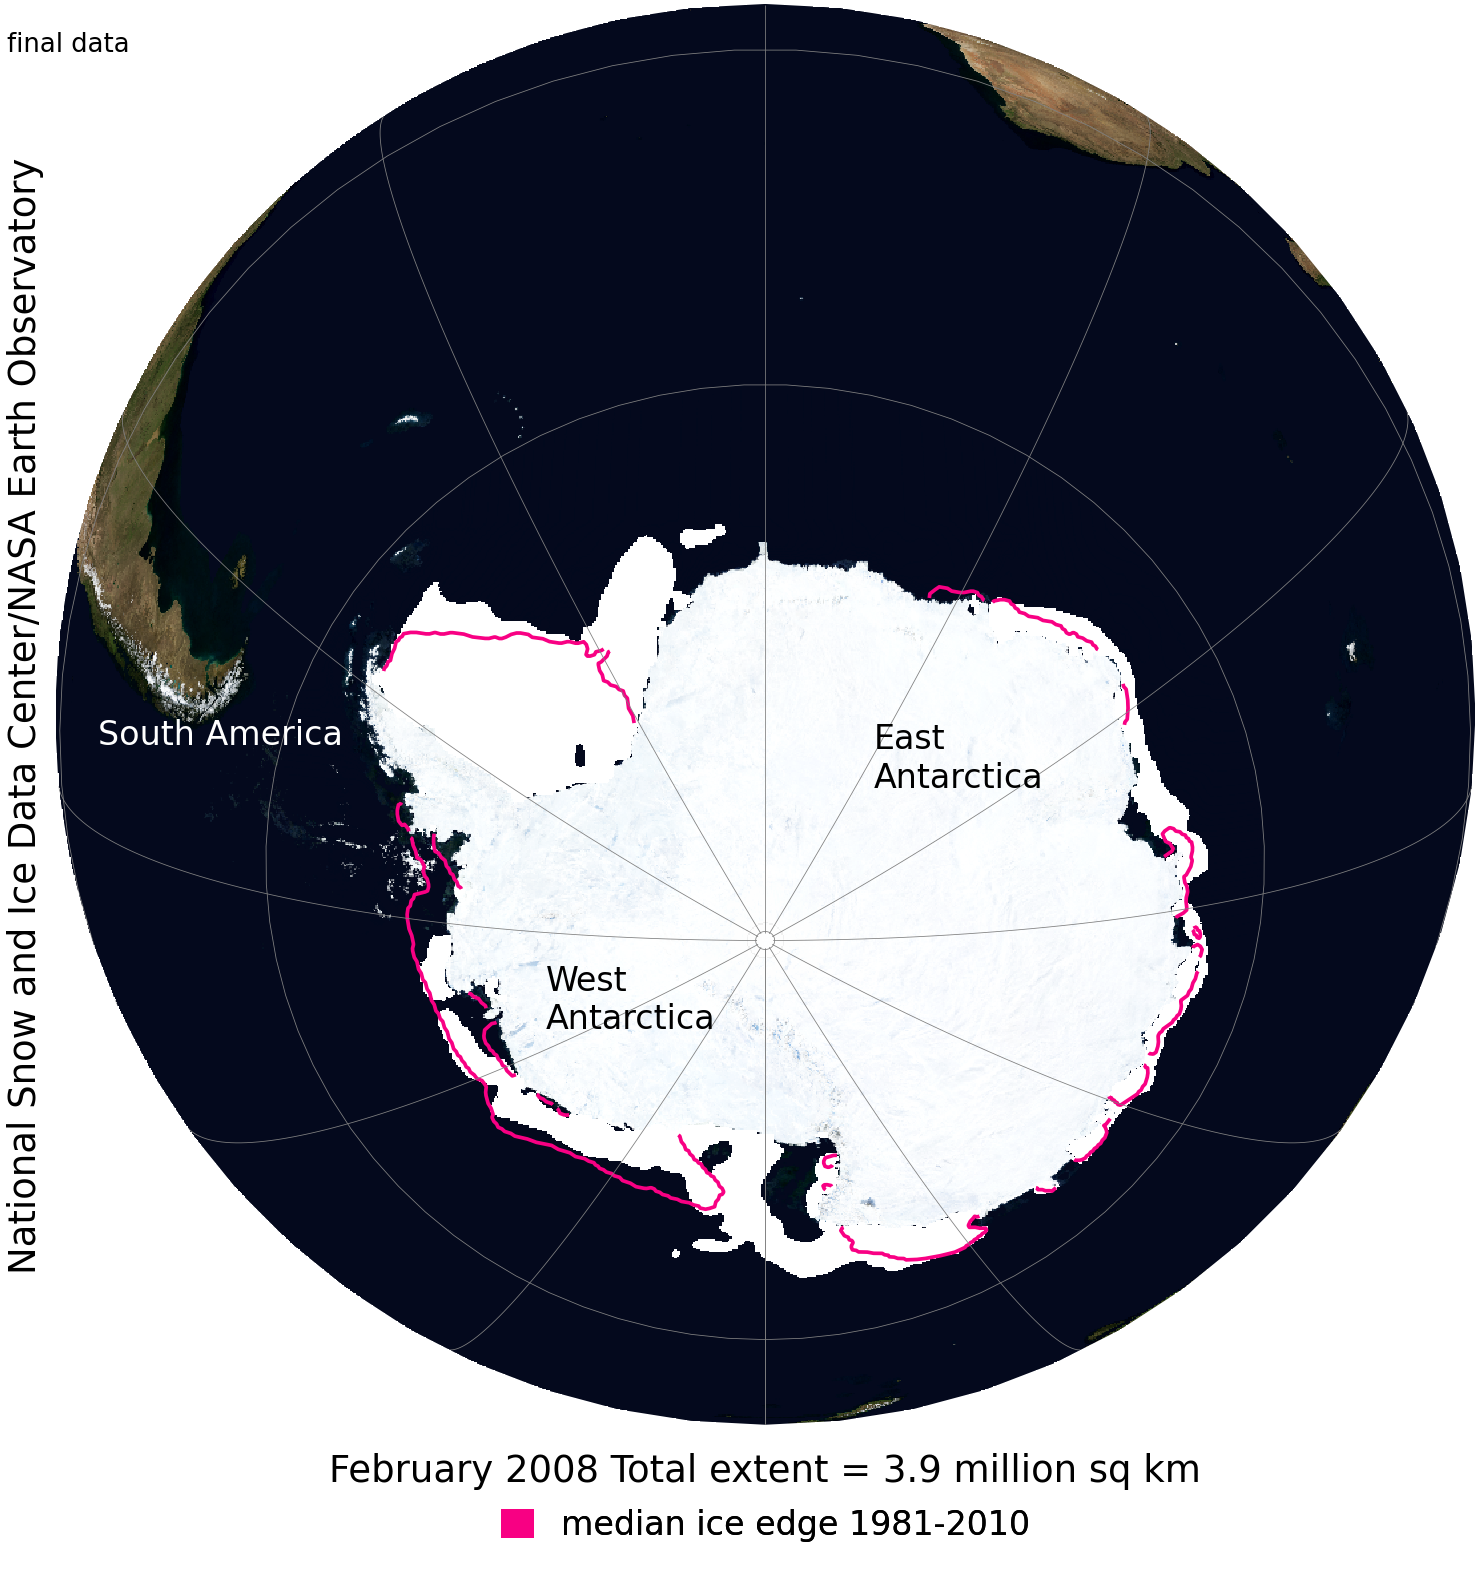 final data
National Snow and Ice Data Center/NASA Earth Observatory
South America
East
Antarctica
West
Antarctica
February 2008 Total extent = 3.9 million sq km
median ice edge 1981-2010